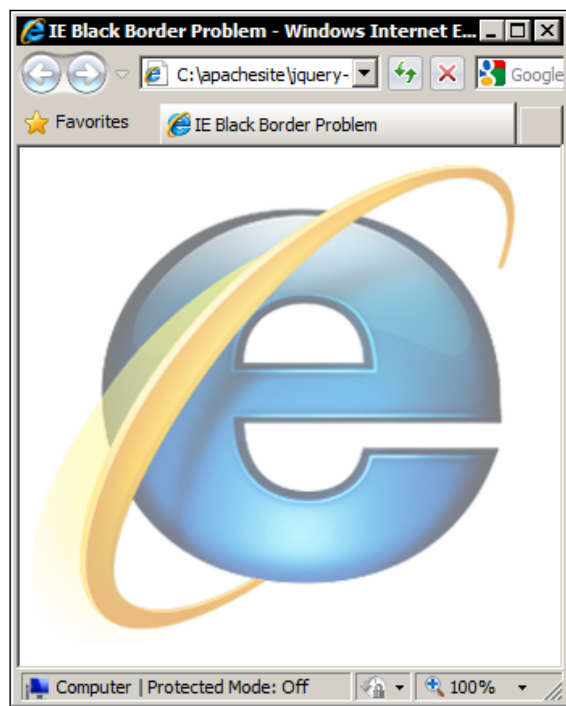 IE Black Border Problem - Windows Internet E...
C:\apachesite\jquery-
Google
Favorites
IE Black Border Problem
Computer | Protected Mode: Off
100%